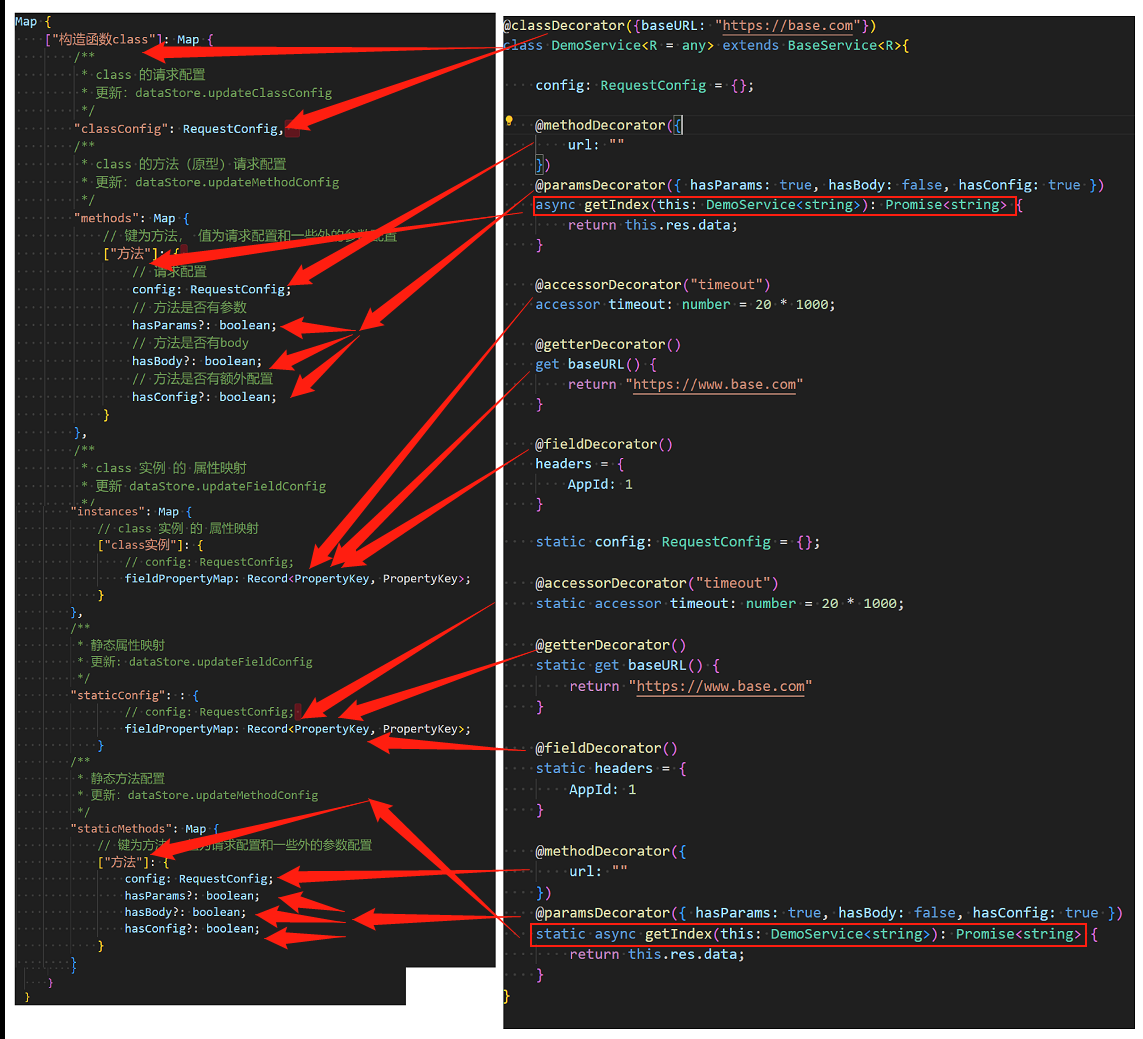 Map {
["构造函数class"]: Map {
/**
* class 的请求配置
* 更新: dataStore.updateClassConfig
*/
"classConfig": RequestConfig,
/**
* class 的方法（原型）请求配置
* 更新: dataStore.updateMethodConfig
*/
"methods": Map {
// 键为方法， 值为请求配置和一些外的参数配置
["方法"]: {
// 请求配置
config: RequestConfig;
// 方法是否有参数
hasParams?: boolean;
// 方法是否有body
hasBody?: boolean;
// 方法是否有额外配置
hasConfig?: boolean;
}
},
/**
* class 实例 的 属性映射
* 更新 dataStore.updateFieldConfig
*/
"instances": Map {
// class 实例 的 属性映射
["class实例"]: {
// config: RequestConfig;
fieldPropertyMap: Record<PropertyKey, PropertyKey>;
}
},
/**
* 静态属性映射
* 更新: dataStore.updateFieldConfig
*/
"staticConfig": : {
// config: RequestConfig;
fieldPropertyMap: Record<PropertyKey, PropertyKey>;
}
/**
* 静态方法配置
* 更新: dataStore.updateMethodConfig
*/
"staticMethods": Map {
// 键为方法 为请求配置和一些外的参数配置
["方法"]: {
config: RequestConfig;
hasParams?: boolean;
hasBody?: boolean;
hasConfig?: boolean;
}
}
}
}
@classDecorator({baseURL: "https://base.com"})
class DemoService<R = any> extends BaseService<R>{
config: RequestConfig = {};
@methodDecorator({
url: ""
})
@paramsDecorator({ hasParams: true, hasBody: false, hasConfig: true })
async getIndex(this: DemoService<string>): Promise<string> {
return this.res.data;
}
@accessorDecorator("timeout")
accessor timeout: number = 20 * 1000;
@getterDecorator()
get baseURL() {
return "https://www.base.com"
}
@fieldDecorator()
headers = {
AppId: 1
}
static config: RequestConfig = {};
@accessorDecorator("timeout")
static accessor timeout: number = 20 * 1000;
@getterDecorator()
static get baseURL() {
return "https://www.base.com"
}
@fieldDecorator()
static headers = {
AppId: 1
}
@methodDecorator({
url: ""
})
@paramsDecorator({ hasParams: true, hasBody: false, hasConfig: true })
static async getIndex(this: DemoService<string>): Promise<string> {
return this.res.data;
}
}